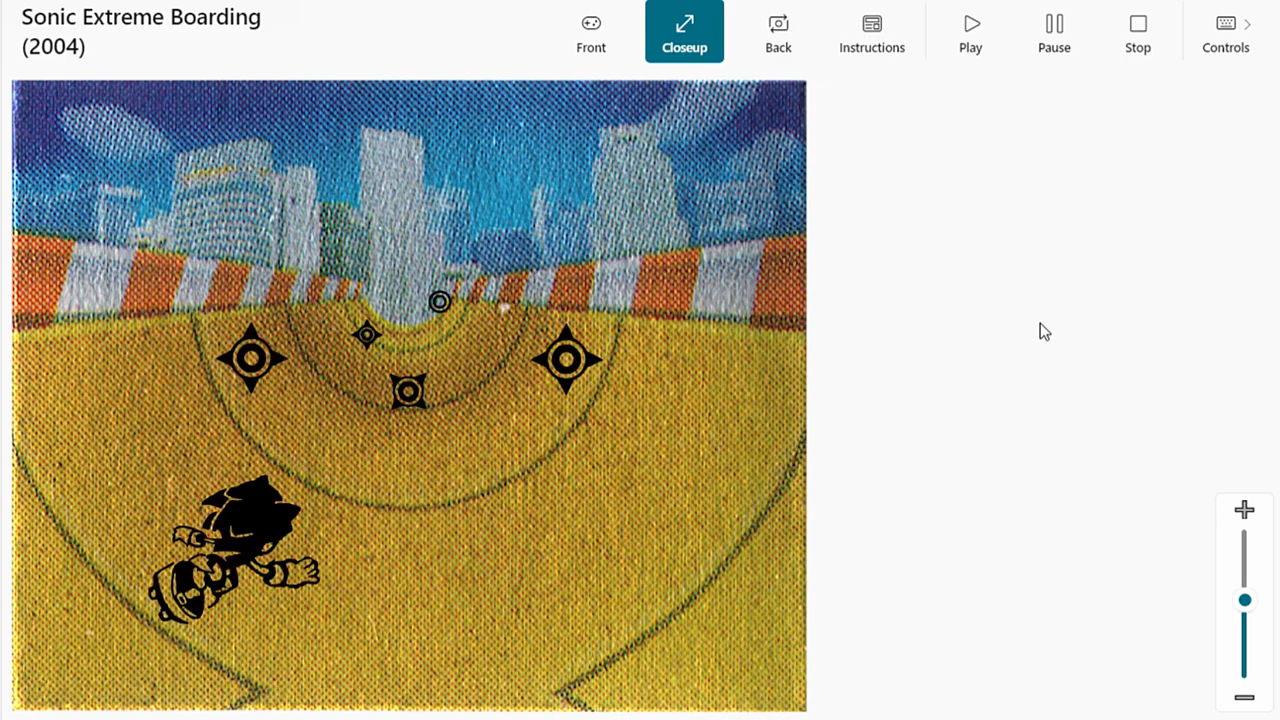 Sonic Extreme Boarding
(2004)
Front
Closeup
Back
Instructions
Play
Pause
Stop
Controls